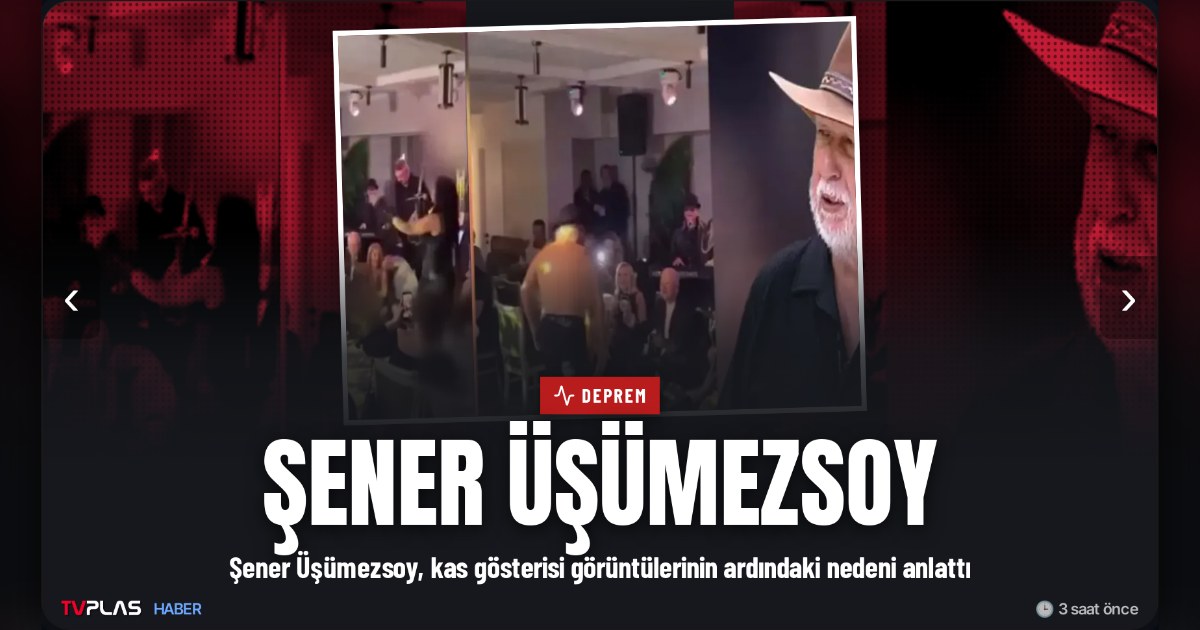 DEPREM
ŞENER ÜŞÜMEZSOY
Şener Üşümezsoy, kas gösterisi görüntülerinin ardındaki nedeni anlattı
TVPLAS HABER
3 saat önce